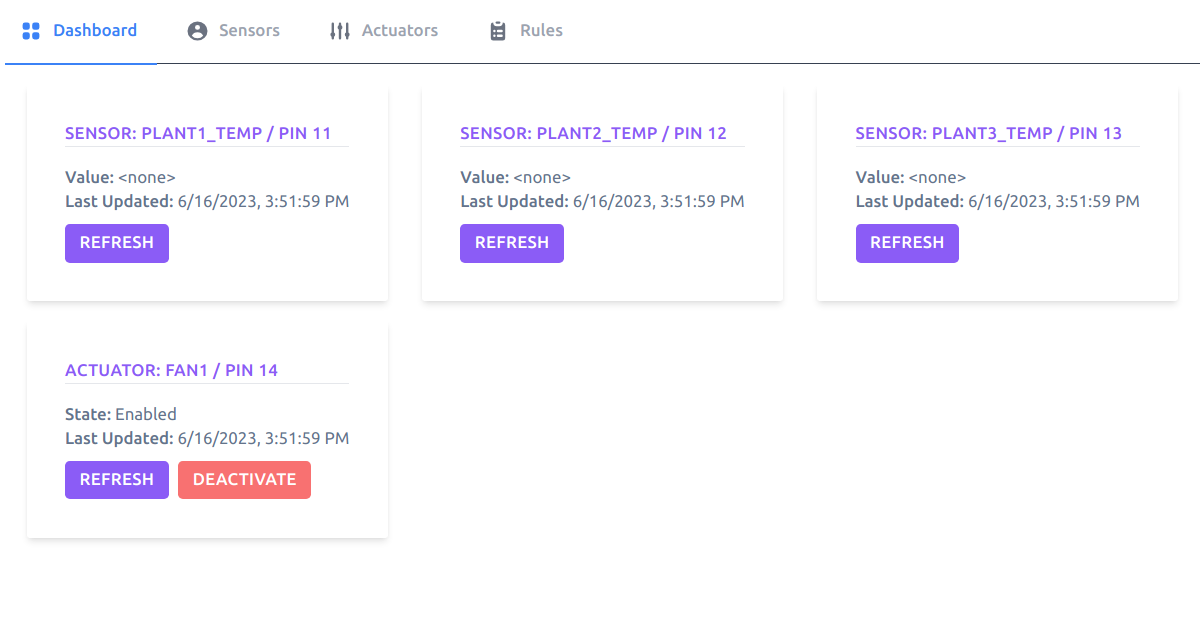 Dashboard Sensors Actuators Rules
SENSOR: PLANT1_TEMP / PIN 11
Value: <none>
Last Updated: 6/16/2023, 3:51:59 PM
REFRESH
SENSOR: PLANT2_TEMP / PIN 12
Value: <none>
Last Updated: 6/16/2023, 3:51:59 PM
REFRESH
SENSOR: PLANT3_TEMP / PIN 13
Value: <none>
Last Updated: 6/16/2023, 3:51:59 PM
REFRESH
ACTUATOR: FAN1 / PIN 14
State: Enabled
Last Updated: 6/16/2023, 3:51:59 PM
REFRESH DEACTIVATE